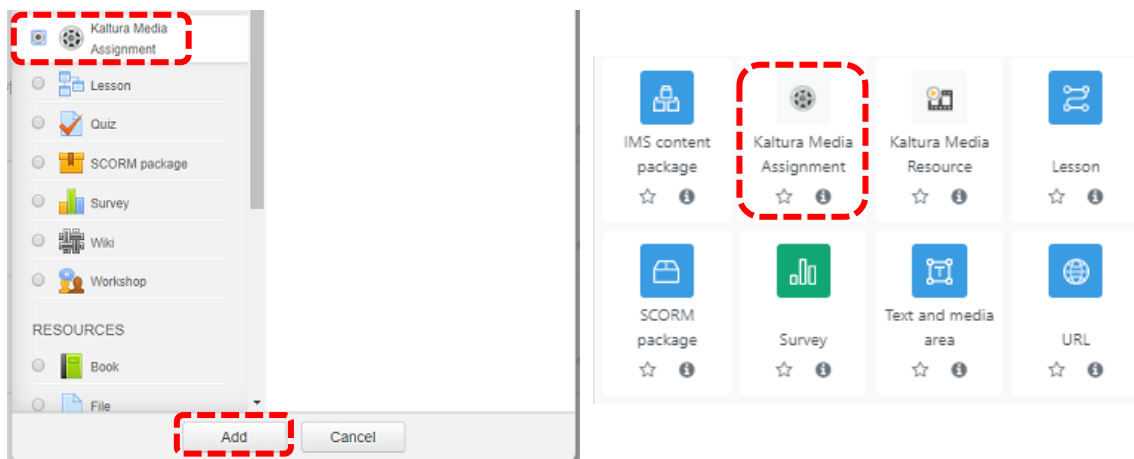 Kaltura Media
Assignment
Lesson
Quiz
SCORM package
Survey
Wiki
Workshop
RESOURCES
Book
File
Add
Cancel
IMS content
package
Kaltura Media
Assignment
Kaltura Media
Resource
Lesson
SCORM
package
Survey
Text and media
area
URL